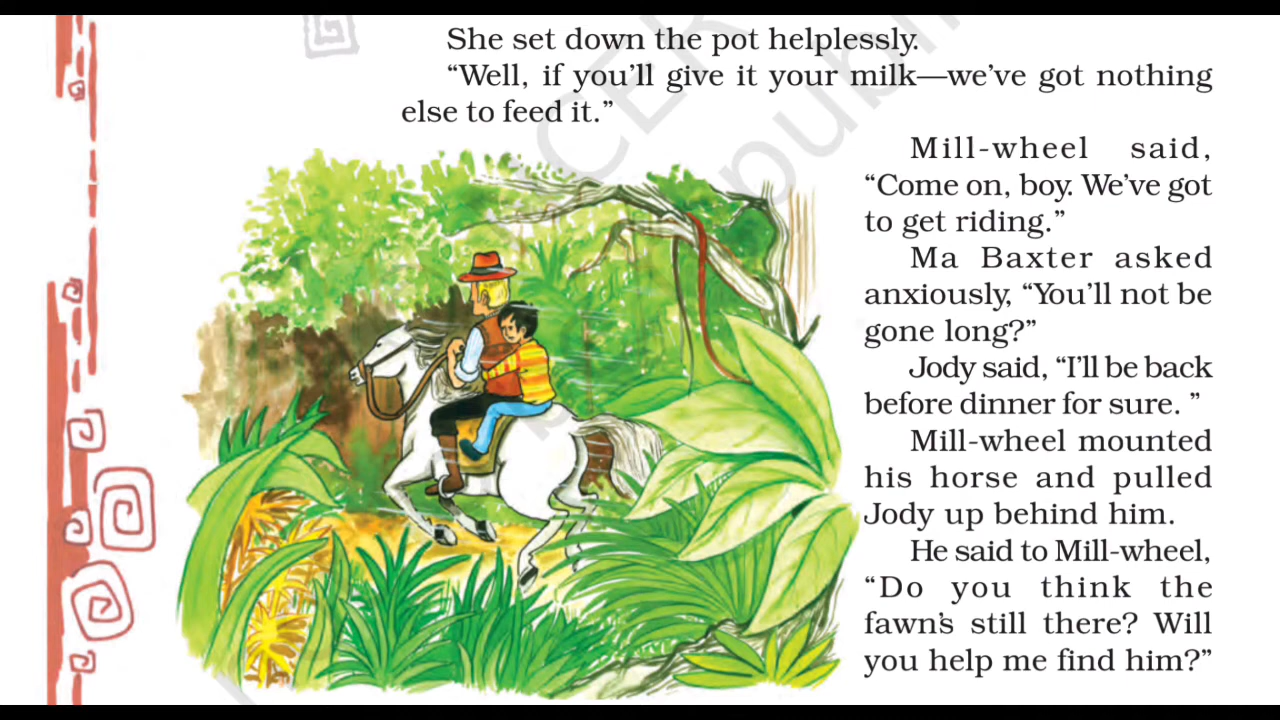 She set down the pot helplessly.
“Well, if you’ll give it your milk—we’ve got nothing
else to feed it.”
Mill-wheel said,
“Come on, boy. We’ve got
to get riding.”
Ma Baxter asked
anxiously, “You’ll not be
gone long?”
Jody said, “I’ll be back
before dinner for sure. ”
Mill-wheel mounted
his horse and pulled
Jody up behind him.
He said to Mill-wheel,
“Do you think the
fawn’s still there? Will
you help me find him?”